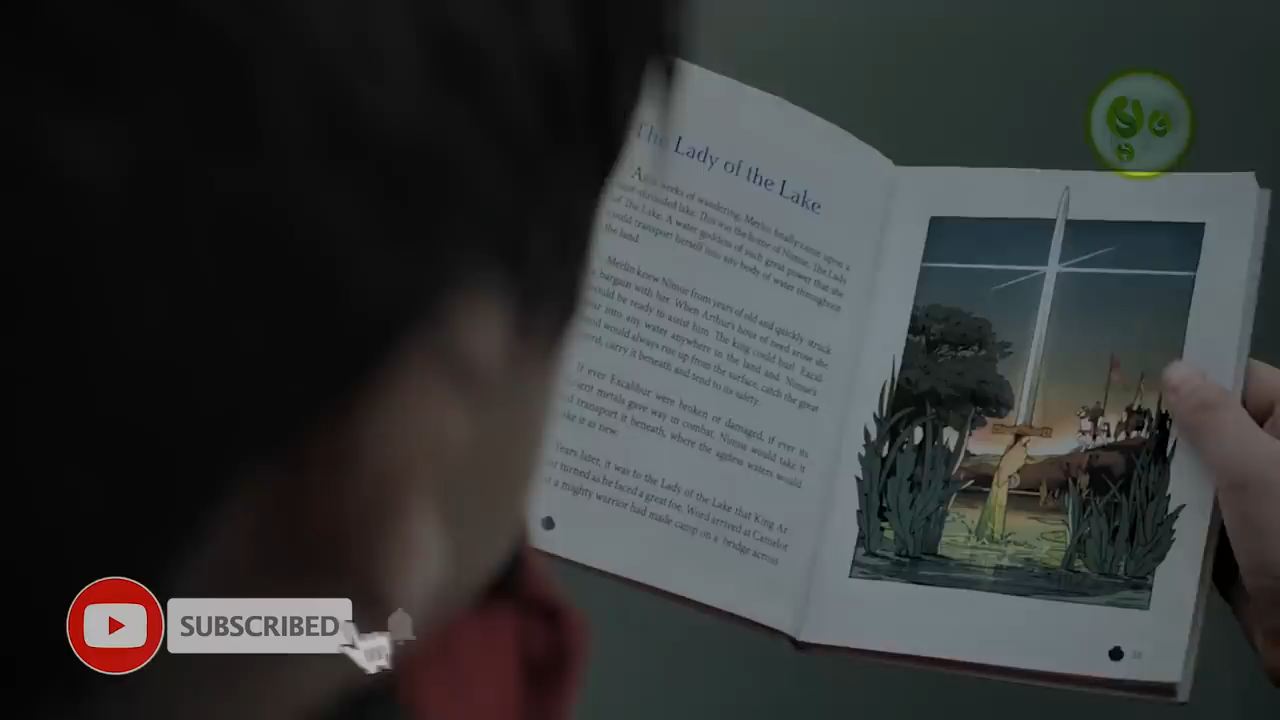 The Lady of the Lake
weeks of wandering, Merlin finally came upon a
shrouded lake. This was the home of Nimue, The Lady
of The Lake. A water goddess of such great power that she
could transport herself into any body of water throughout
the land.
Merlin knew Nimue from years of old and quickly struck
bargain with her. When Arthur's hour of need arose she
would be ready to assist him. The king could hurl Excal
into any water anywhere in the land and, Nimue's
would always rise up from the surface, catch the great
carry it beneath and tend to its safety.
If ever Excalibur were broken or damaged, if ever its
metals gave way in combat, Nimue would take it
transport it beneath, where the ageless waters would
it as new.
Years later, it was to the Lady of the Lake that King Ar
turned as he faced a great foe. Word arrived at Camelot
a mighty warrior had made camp on a bridge across
SUBSCRIBED